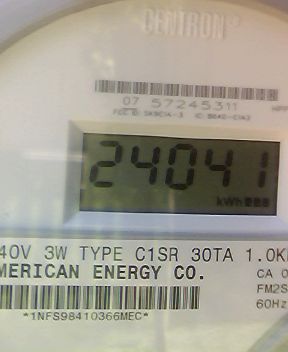 CENTRON®
07 57245311
24041
kWh
40V 3W TYPE C1SR 30TA 1.0K
MERICAN ENERGY CO.
CA 0
FM2S
60Hz
*1NFS98410366MEC*